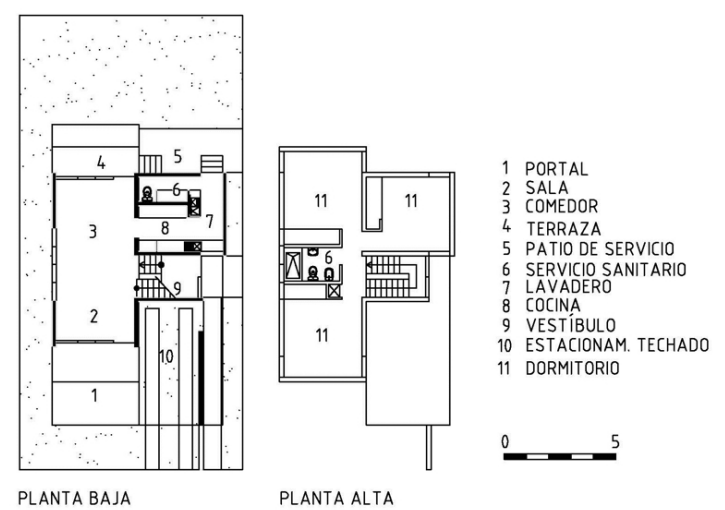 4
5
6
3
8
7
9
2
10
1
PLANTA BAJA
11
11
6
11
PLANTA ALTA
1 PORTAL
2 SALA
3 COMEDOR
4 TERRAZA
5 PATIO DE SERVICIO
6 SERVICIO SANITARIO
7 LAVADERO
8 COCINA
9 VESTÍBULO
10 ESTACIONAM. TECHADO
11 DORMITORIO
0 5